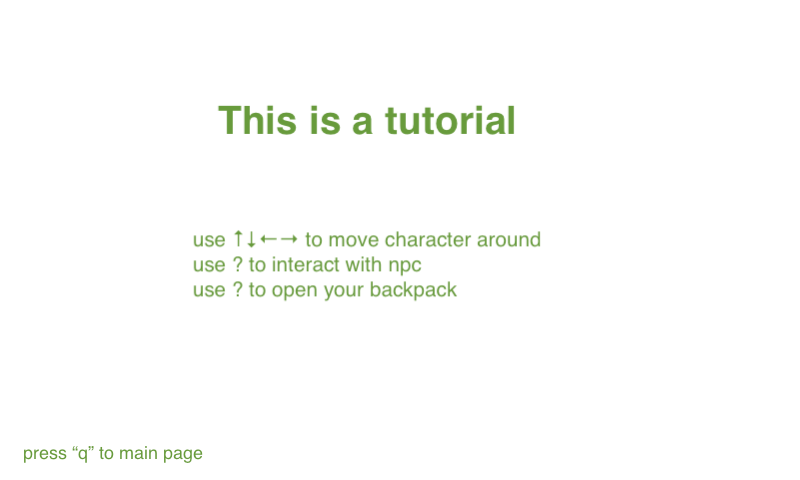 This is a tutorial
use ↑↓←→ to move character around
use ? to interact with npc
use ? to open your backpack
press “q” to main page